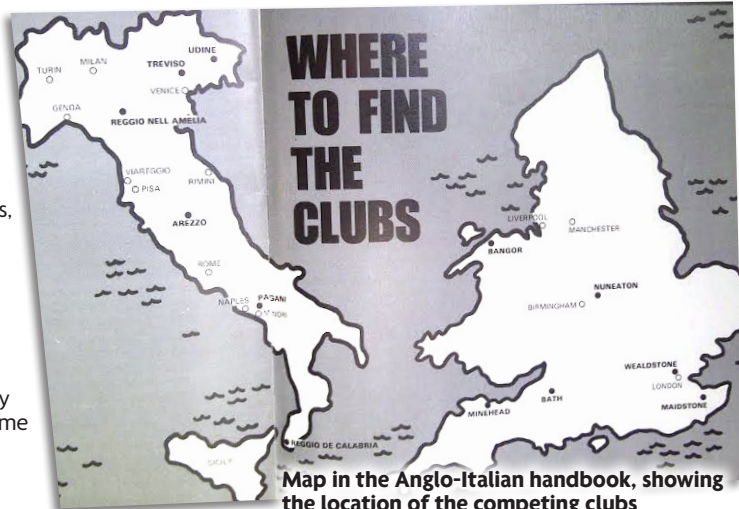 WHERE
TO FIND
THE
CLUBS
UDINE
MILAN
TREVISO
TURIN
VENICE
GENOA
REGGIO NELL AMELIA
VIAREGGIO
RIMINI
PISA
AREZZO
ROME
NAPLES
PAGANI
REGGIO DE CALABRIA
SICILY
LIVERPOOL
MANCHESTER
BANGOR
NUNEATON
BIRMINGHAM
WEALDSTONE
LONDON
BATH
MINEHEAD
MAIDSTONE
s,
y
me
Map in the Anglo-Italian handbook, showing
the location of the competing clubs